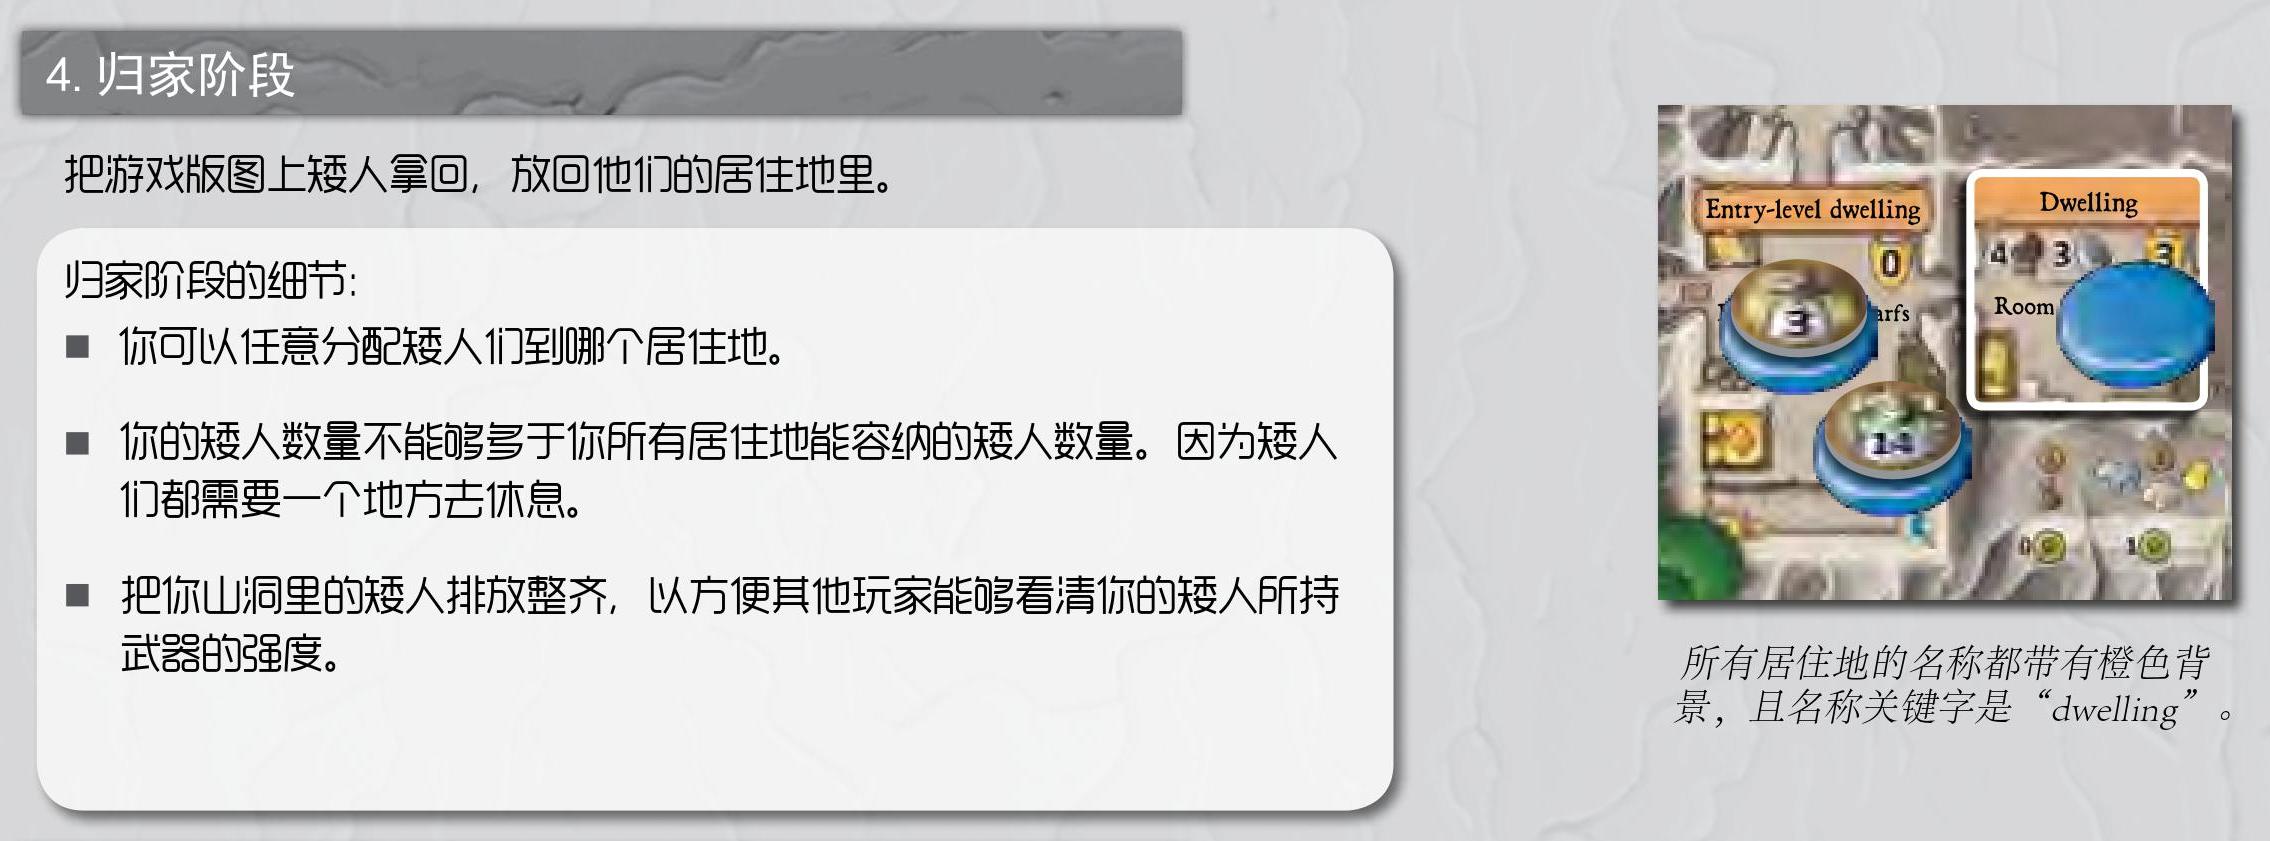 4. 归家阶段
把游戏版图上矮人拿回，放回他们的居住地里。
归家阶段的细节：
■ 你可以任意分配矮人们到哪个居住地。
■ 你的矮人数量不能够多于你所有居住地能容纳的矮人数量。因为矮人
们都需要一个地方去休息。
■ 把你山洞里的矮人排放整齐，以方便其他玩家能够看清你的矮人所持
武器的强度。
Entry-level dwelling
0
3
arfs
14
Dwelling
4 3 3
Room
0 1
所有居住地的名称都带有橙色背
景，且名称关键字是“dwelling”。